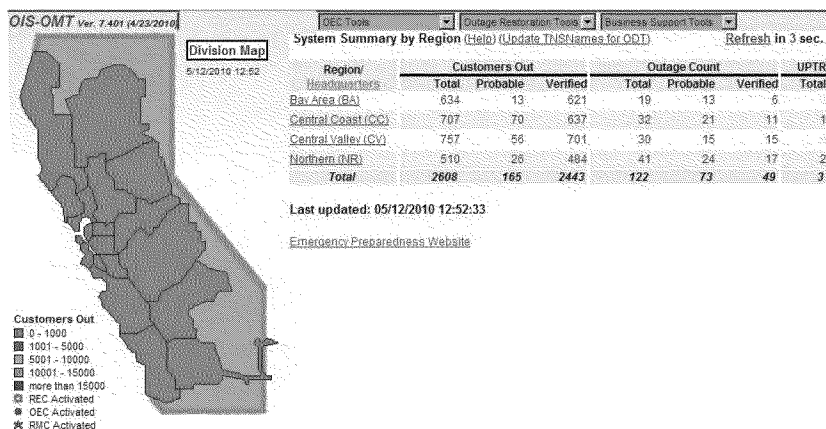 OIS-OMT Ver. 7.401 (4/23/2010)
OEC Tools Outage Restoration Tools Business Support Tools
Division Map
5/12/2010 12:52
System Summary by Region (Help) (Update TNSNames for ODT) Refresh in 3 sec.
Region/ Customers Out Outage Count UPTR
Headquarters Total Probable Verified Total Probable Verified Total
Bay Area (BA) 634 13 621 19 13 6
Central Coast (CC) 707 70 637 32 21 11 1
Central Valley (CV) 757 56 701 30 15 15
Northern (NR) 510 26 484 41 24 17 2
Total 2608 165 2443 122 73 49 3
Last updated: 05/12/2010 12:52:33
Emergency Preparedness Website
Customers Out
0 - 1000
1001 - 5000
5001 - 10000
10001 - 15000
more than 15000
REC Activated
OEC Activated
RMC Activated